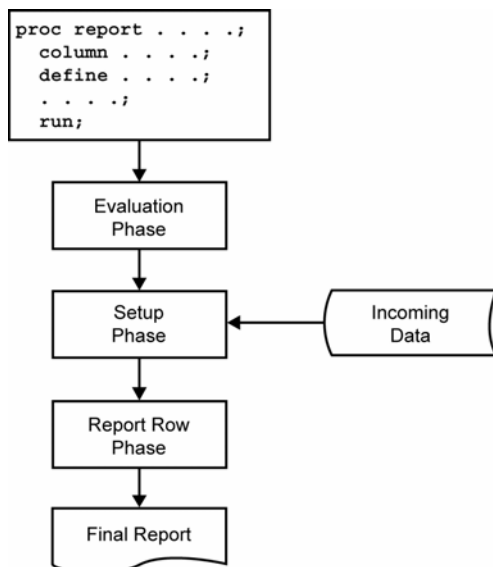 proc report . . . .;
column . . . .;
define . . . .;
. . . .;
run;
Evaluation
Phase
Setup
Phase
Incoming
Data
Report Row
Phase
Final Report